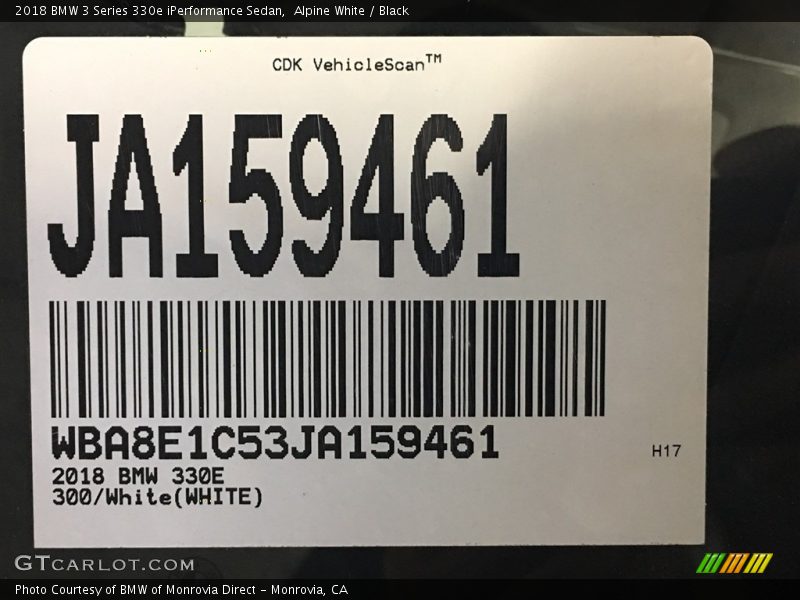 2018 BMW 3 Series 330e iPerformance Sedan, Alpine White / Black
CDK VehicleScan™
JA159461
WBA8E1C53JA159461
H17
2018 BMW 330E
300/White(WHITE)
GTCARLOT.COM
Photo Courtesy of BMW of Monrovia Direct - Monrovia, CA